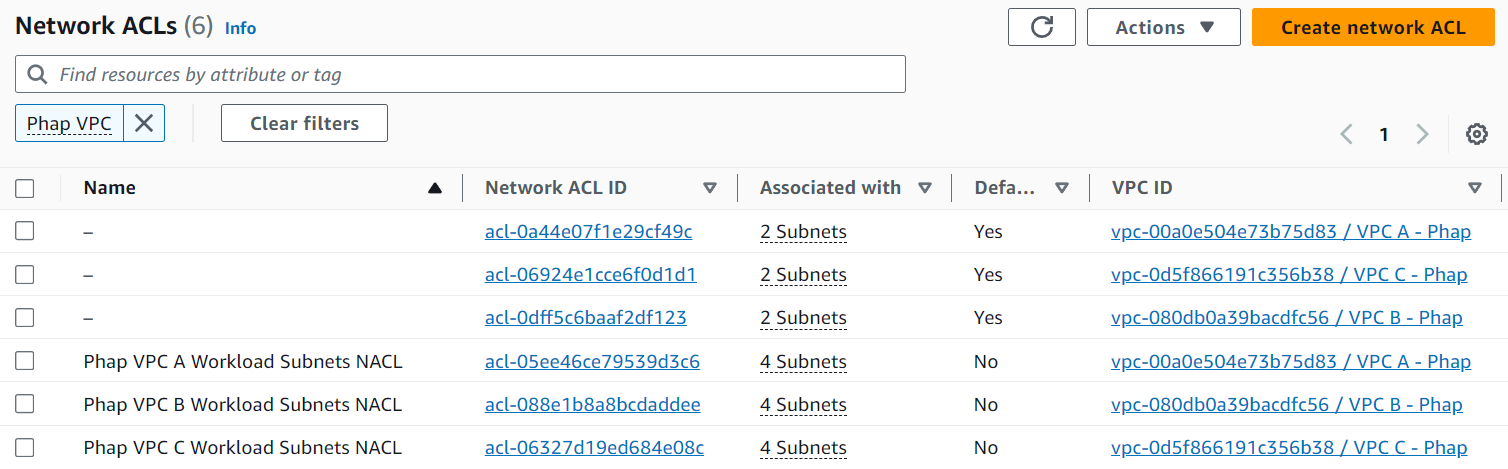 Network ACLs (6) Info
Actions
Create network ACL
Find resources by attribute or tag
Phap VPC
Clear filters
1
Name Network ACL ID Associated with Defa... VPC ID
– acl-0a44e07f1e29cf49c 2 Subnets Yes vpc-00a0e504e73b75d83 / VPC A - Phap
– acl-06924e1cce6f0d1d1 2 Subnets Yes vpc-0d5f866191c356b38 / VPC C - Phap
– acl-0dff5c6baaf2df123 2 Subnets Yes vpc-080db0a39bacdfc56 / VPC B - Phap
Phap VPC A Workload Subnets NACL acl-05ee46ce79539d3c6 4 Subnets No vpc-00a0e504e73b75d83 / VPC A - Phap
Phap VPC B Workload Subnets NACL acl-088e1b8a8bcdaddee 4 Subnets No vpc-080db0a39bacdfc56 / VPC B - Phap
Phap VPC C Workload Subnets NACL acl-06327d19ed684e08c 4 Subnets No vpc-0d5f866191c356b38 / VPC C - Phap